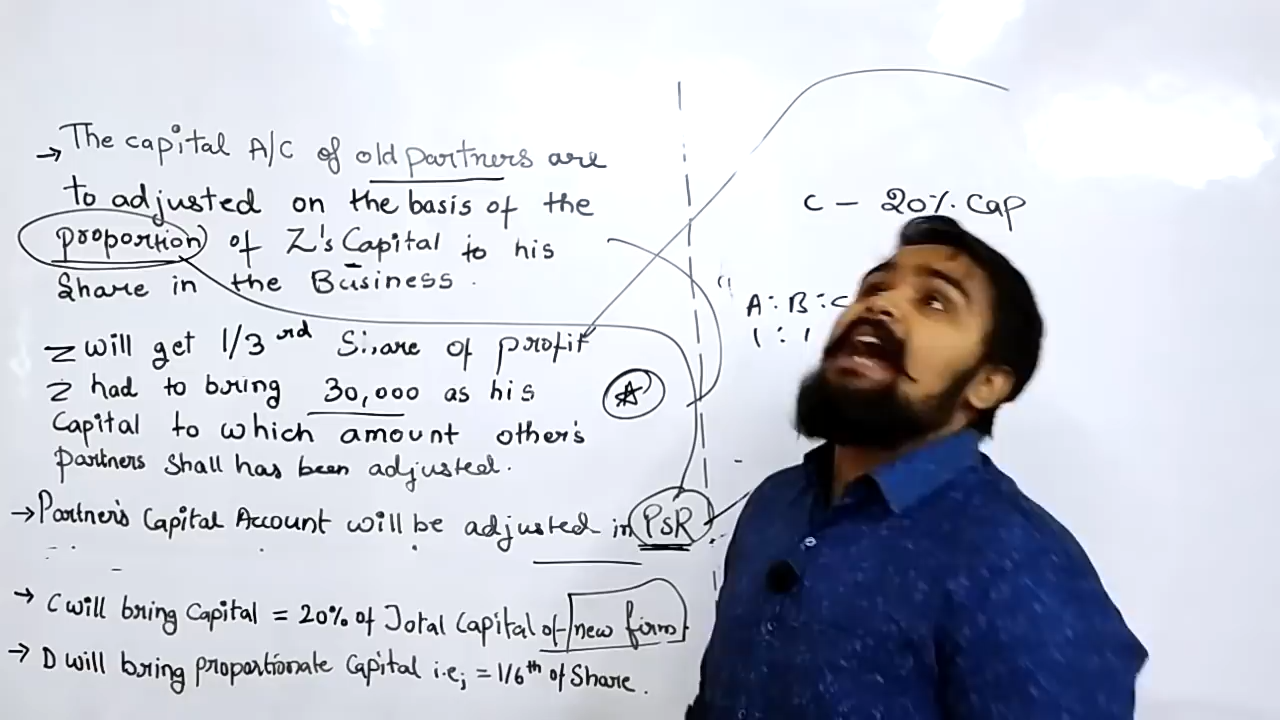 → The capital A/C of old partners are
to adjusted on the basis of the
proportion of Z's Capital to his
Share in the Business.
Z will get 1/3rd Share of profit
Z had to bring 30,000 as his
Capital to which amount other's
partners Shall has been adjusted.
→ Partner's Capital Account will be adjusted in PSR
→ C will bring Capital = 20% of Total Capital of new firm
→ D will bring proportionate Capital i.e; = 1/6th of Share.
C - 20% Cap
A : B : C
1 : 1